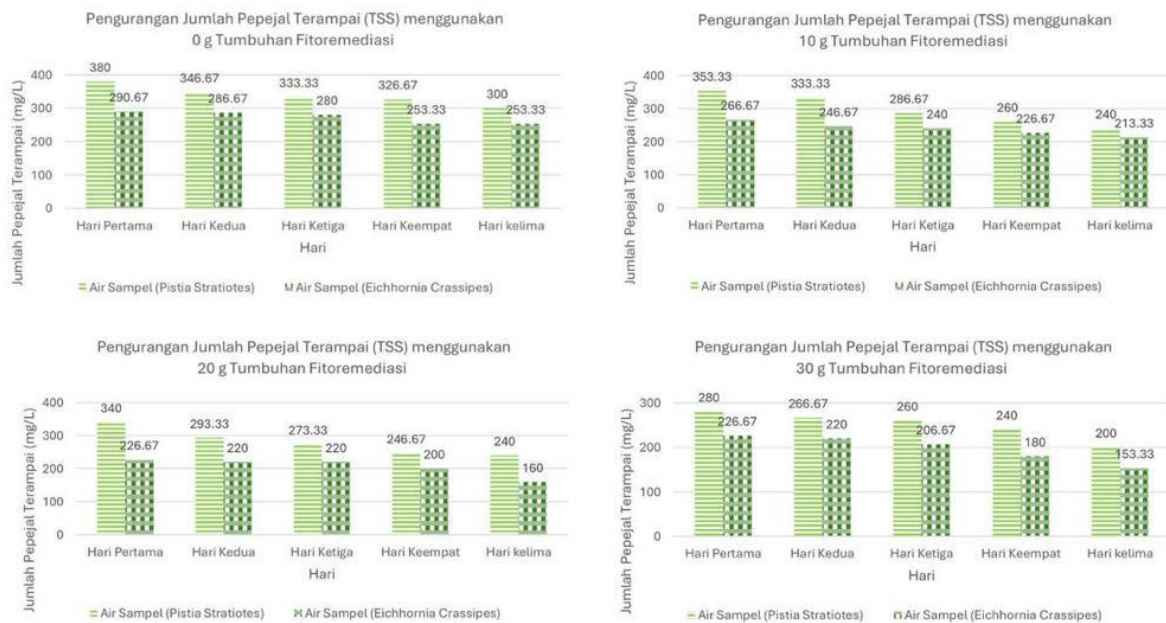 Pengurangan Jumlah Pepejal Terampai (TSS) menggunakan
0 g Tumbuhan Fitoremediasi
Jumlah Pepejal Terampai (mg/L)
400
300
200
100
0
380
290.67
346.67
286.67
333.33
280
326.67
253.33
300
253.33
Hari Pertama
Hari Kedua
Hari Ketiga
Hari Keempat
Hari kelima
Hari
Air Sampel (Pistia Stratiotes)
Air Sampel (Eichhornia Crassipes)
Pengurangan Jumlah Pepejal Terampai (TSS) menggunakan
10 g Tumbuhan Fitoremediasi
Jumlah Pepejal Terampai (mg/L)
400
300
200
100
0
353.33
266.67
333.33
246.67
286.67
240
260
226.67
240
213.33
Hari Pertama
Hari Kedua
Hari Ketiga
Hari Keempat
Hari kelima
Hari
Air Sampel (Pistia Stratiotes)
Air Sampel (Eichhornia Crassipes)
Pengurangan Jumlah Pepejal Terampai (TSS) menggunakan
20 g Tumbuhan Fitoremediasi
Jumlah Pepejal Terampai (mg/L)
400
300
200
100
0
340
226.67
293.33
220
273.33
220
246.67
200
240
160
Hari Pertama
Hari Kedua
Hari Ketiga
Hari Keempat
Hari kelima
Hari
Air Sampel (Pistia Stratiotes)
Air Sampel (Eichhornia Crassipes)
Pengurangan Jumlah Pepejal Terampai (TSS) menggunakan
30 g Tumbuhan Fitoremediasi
Jumlah Pepejal Terampai (mg/L)
300
200
100
0
280
226.67
266.67
220
260
206.67
240
180
200
153.33
Hari Pertama
Hari Kedua
Hari Ketiga
Hari Keempat
Hari kelima
Hari
Air Sampel (Pistia Stratiotes)
Air Sampel (Eichhornia Crassipes)